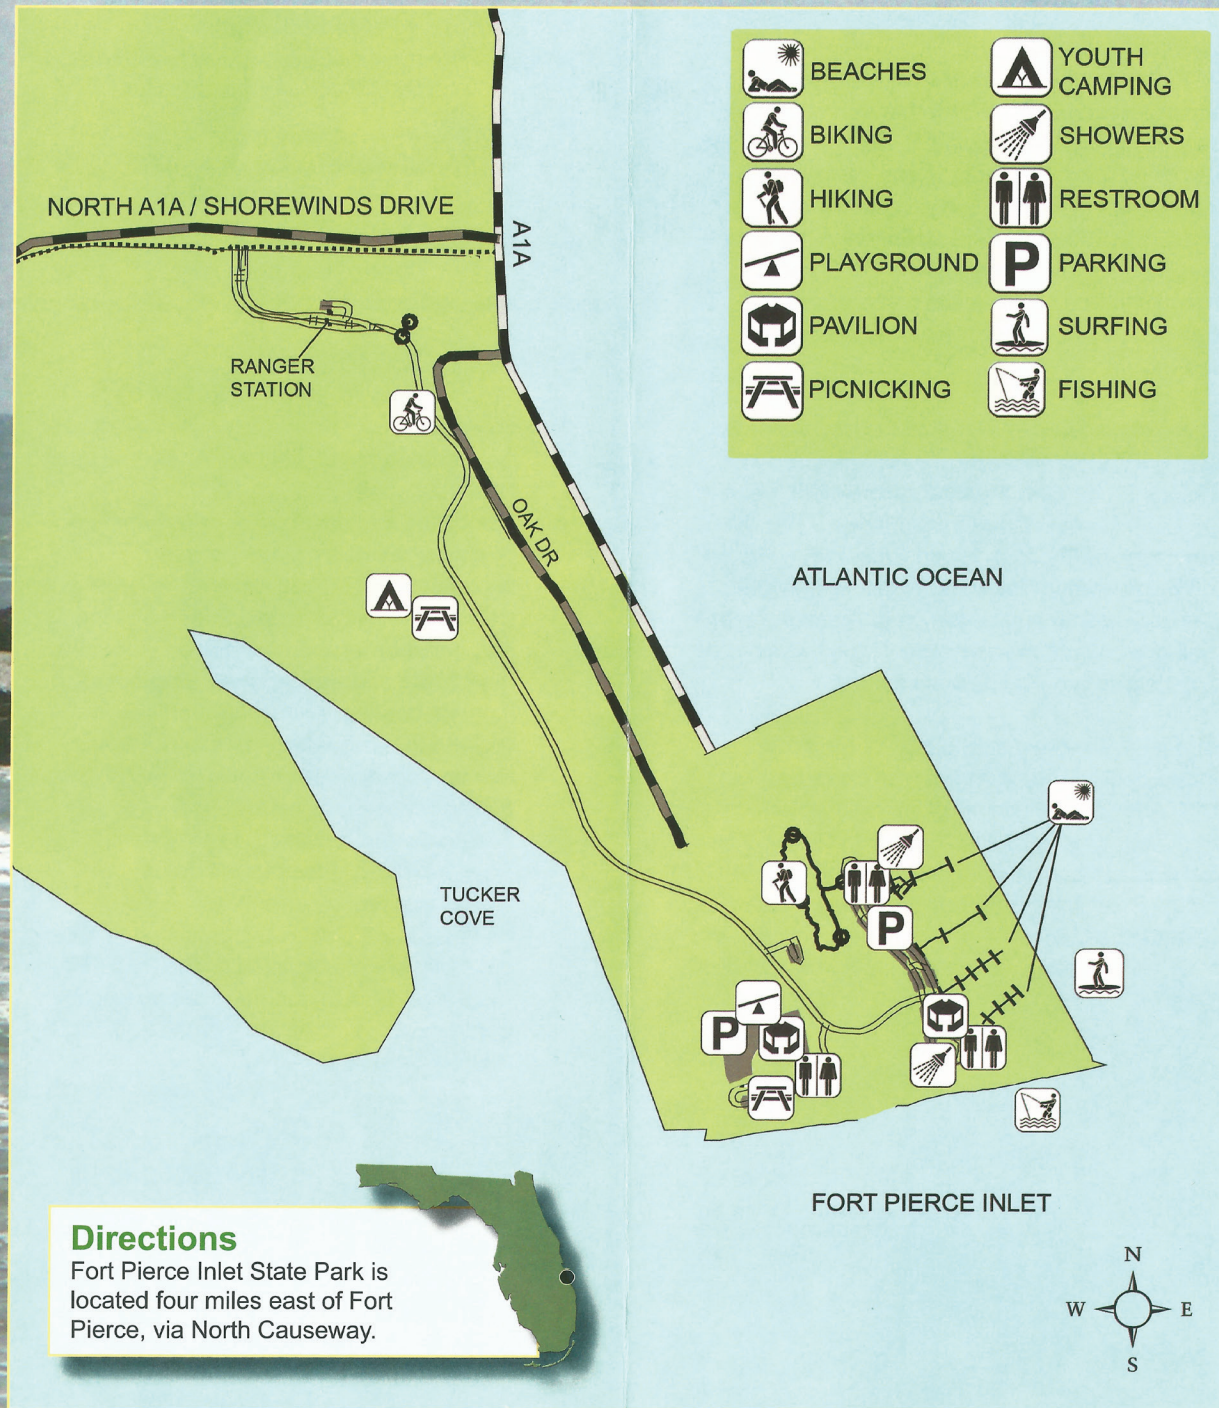 BEACHES
BIKING
HIKING
PLAYGROUND
PAVILION
PICNICKING
YOUTH
CAMPING
SHOWERS
RESTROOM
P PARKING
SURFING
FISHING
NORTH A1A / SHOREWINDS DRIVE
A1A
RANGER
STATION
OAK DR
ATLANTIC OCEAN
TUCKER
COVE
P
P
FORT PIERCE INLET
Directions
Fort Pierce Inlet State Park is
located four miles east of Fort
Pierce, via North Causeway.
N
W E
S